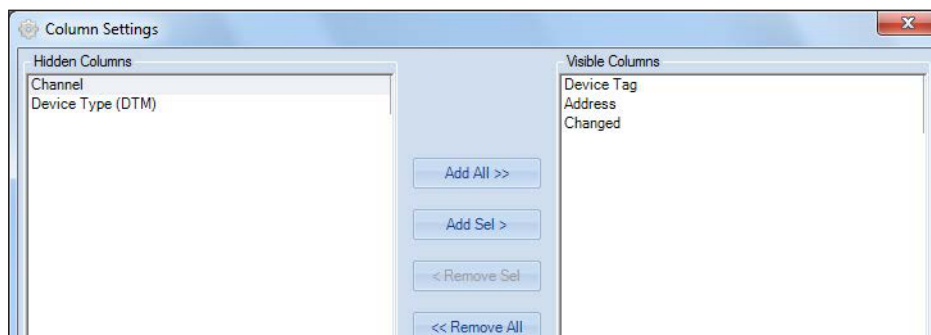 Column Settings
Hidden Columns
Channel
Device Type (DTM)
Visible Columns
Device Tag
Address
Changed
Add All >>
Add Sel >
< Remove Sel
<< Remove All